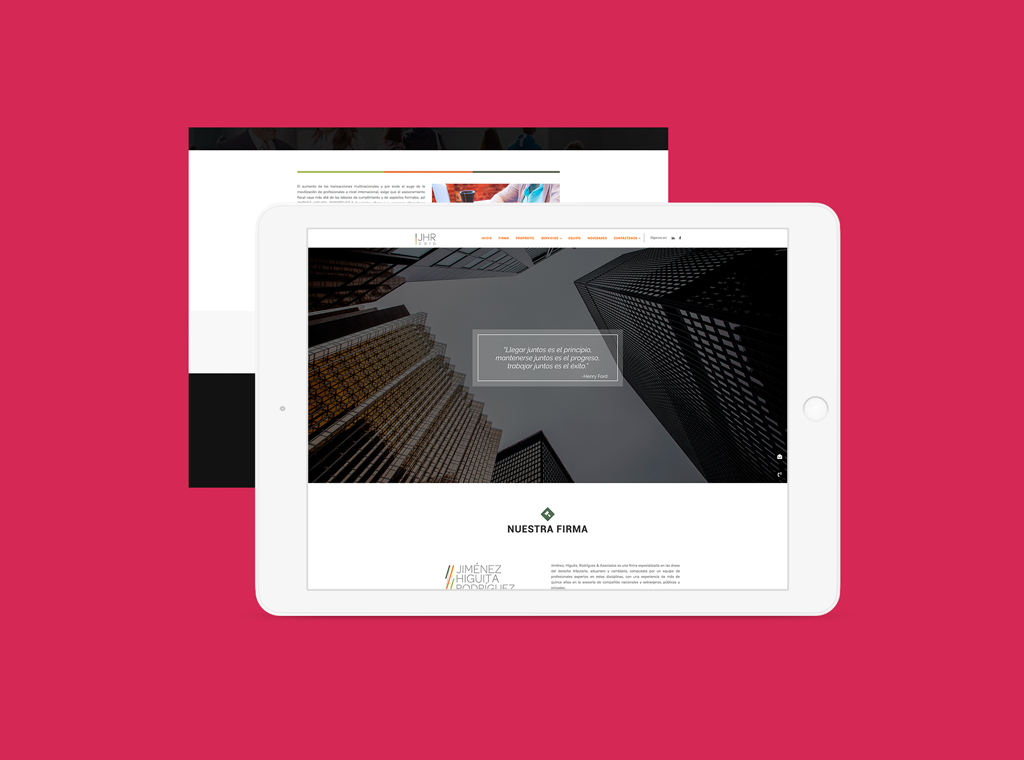 El aumento de las transacciones multinacionales y por ende el auge de la
movilización de profesionales a nivel internacional, exige que el asesoramiento
fiscal vaya más allá de las labores de cumplimiento y de aspectos formales, así
JHR
INICIO FIRMA PROPÓSITO SERVICIOS EQUIPO NOVEDADES CONTÁCTANOS Síguenos en: in f
"Llegar juntos es el principio,
mantenerse juntos es el progreso,
trabajar juntos es el éxito."
-Henry Ford
NUESTRA FIRMA
JIMÉNEZ
HIGUITA
RODRÍGUEZ
Jiménez, Higuita, Rodríguez & Asociados es una firma especializada en las áreas
del derecho tributario, aduanero y cambiario, compuesta por un equipo de
profesionales expertos en estas disciplinas, con una experiencia de más de
quince años en la asesoría de compañías nacionales y extranjeras, públicas y
privadas.